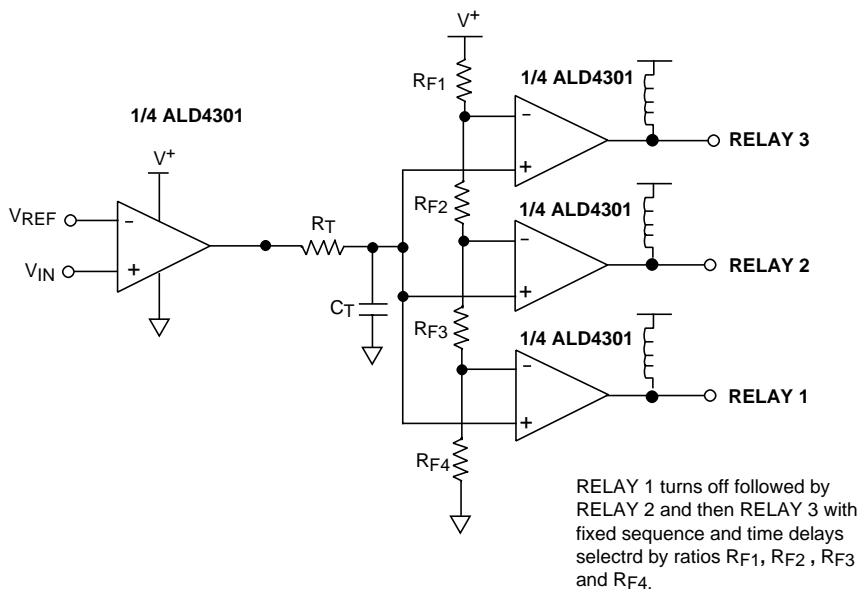 V+
1/4 ALD4301
RF1
1/4 ALD4301
V+
RELAY 3
VREF
VIN
RT
CT
RF2
1/4 ALD4301
RELAY 2
RF3
1/4 ALD4301
RELAY 1
RF4
-
+
-
+
-
+
-
+
RELAY 1 turns off followed by
RELAY 2 and then RELAY 3 with
fixed sequence and time delays
selectrd by ratios RF1, RF2 , RF3
and RF4.